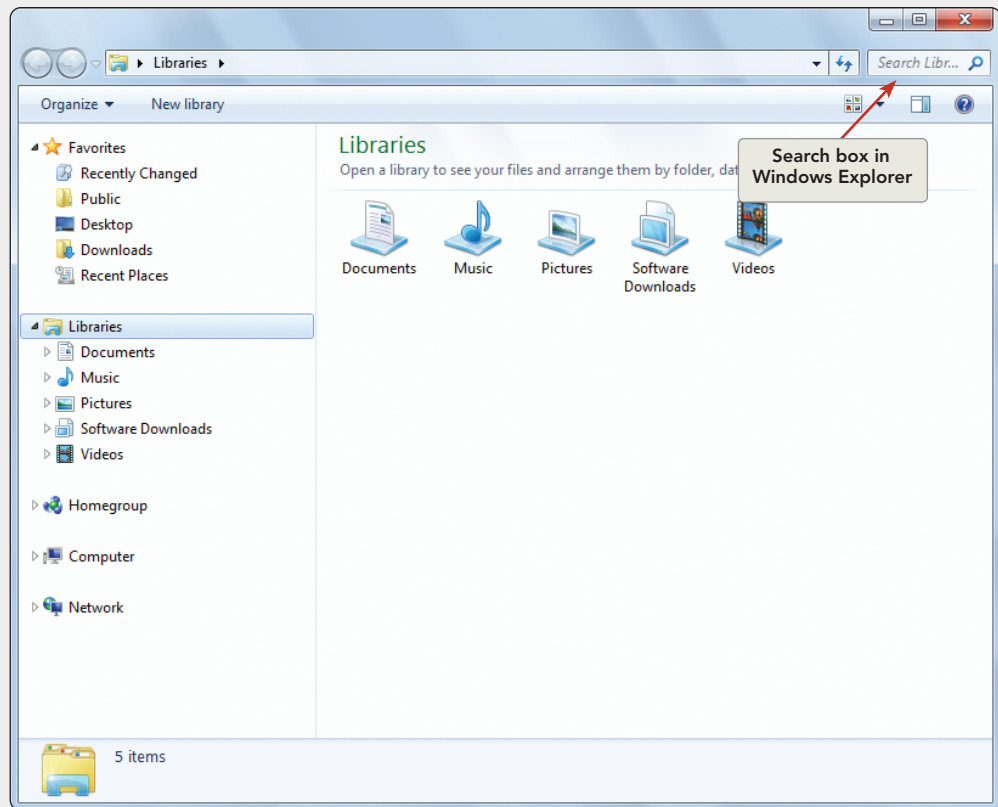 Libraries
Search Libr...
Organize
New library
Search box in
Windows Explorer
Favorites
Recently Changed
Public
Desktop
Downloads
Recent Places
Libraries
Documents
Music
Pictures
Software Downloads
Videos
Homegroup
Computer
Network
Libraries
Open a library to see your files and arrange them by folder, dat
Documents
Music
Pictures
Software
Downloads
Videos
5 items